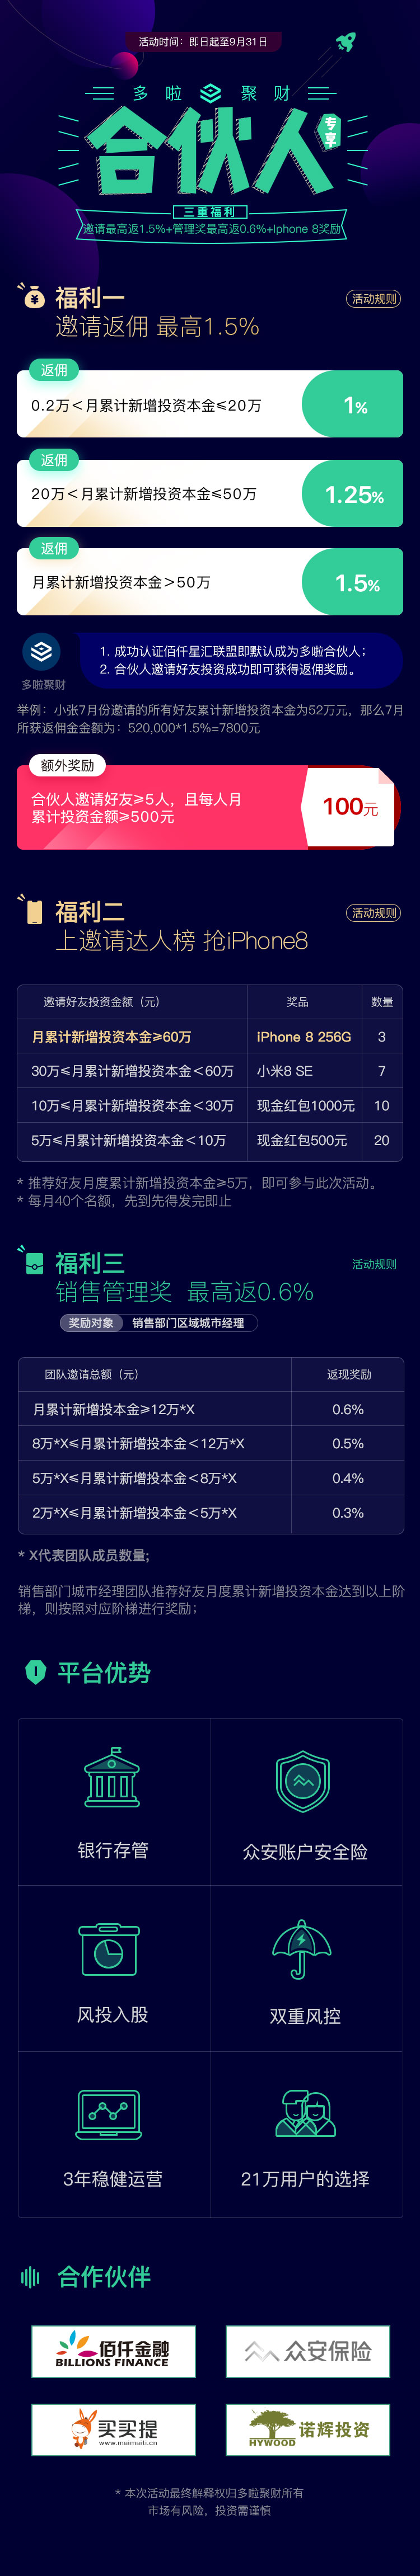 活动时间：即日起至9月31日
多啦 聚财
合伙人 专享
三重福利
邀请最高返1.5%+管理奖最高返0.6%+Iphone 8奖励
福利一
活动规则
邀请返佣 最高1.5%
返佣
0.2万＜月累计新增投资本金≤20万
1%
返佣
20万＜月累计新增投资本金≤50万
1.25%
返佣
月累计新增投资本金＞50万
1.5%
1. 成功认证佰仟星汇联盟即默认成为多啦合伙人；
2. 合伙人邀请好友投资成功即可获得返佣奖励。
多啦聚财
举例：小张7月份邀请的所有好友累计新增投资本金为52万元，那么7月
所获返佣金金额为：520,000*1.5%=7800元
额外奖励
合伙人邀请好友≥5人，且每人月
累计投资金额≥500元
100元
福利二
活动规则
上邀请达人榜 抢iPhone8
邀请好友投资金额（元） 奖品 数量
月累计新增投资本金≥60万 iPhone 8 256G 3
30万≤月累计新增投资本金＜60万 小米8 SE 7
10万≤月累计新增投资本金＜30万 现金红包1000元 10
5万≤月累计新增投资本金＜10万 现金红包500元 20
* 推荐好友月度累计新增投资本金≥5万，即可参与此次活动。
* 每月40个名额，先到先得发完即止
福利三
活动规则
销售管理奖 最高返0.6%
奖励对象 销售部门区域城市经理
团队邀请总额（元） 返现奖励
月累计新增投本金≥12万*X 0.6%
8万*X≤月累计新增投本金＜12万*X 0.5%
5万*X≤月累计新增投本金＜8万*X 0.4%
2万*X≤月累计新增投本金＜5万*X 0.3%
* X代表团队成员数量;
销售部门城市经理团队推荐好友月度累计新增投资本金达到以上阶
梯，则按照对应阶梯进行奖励；
平台优势
银行存管 众安账户安全险
风投入股 双重风控
3年稳健运营 21万用户的选择
合作伙伴
佰仟金融
BILLIONS FINANCE
众安保险
买买提
www.maimaiti.cn
诺辉投资
HYWOOD
* 本次活动最终解释权归多啦聚财所有
市场有风险，投资需谨慎